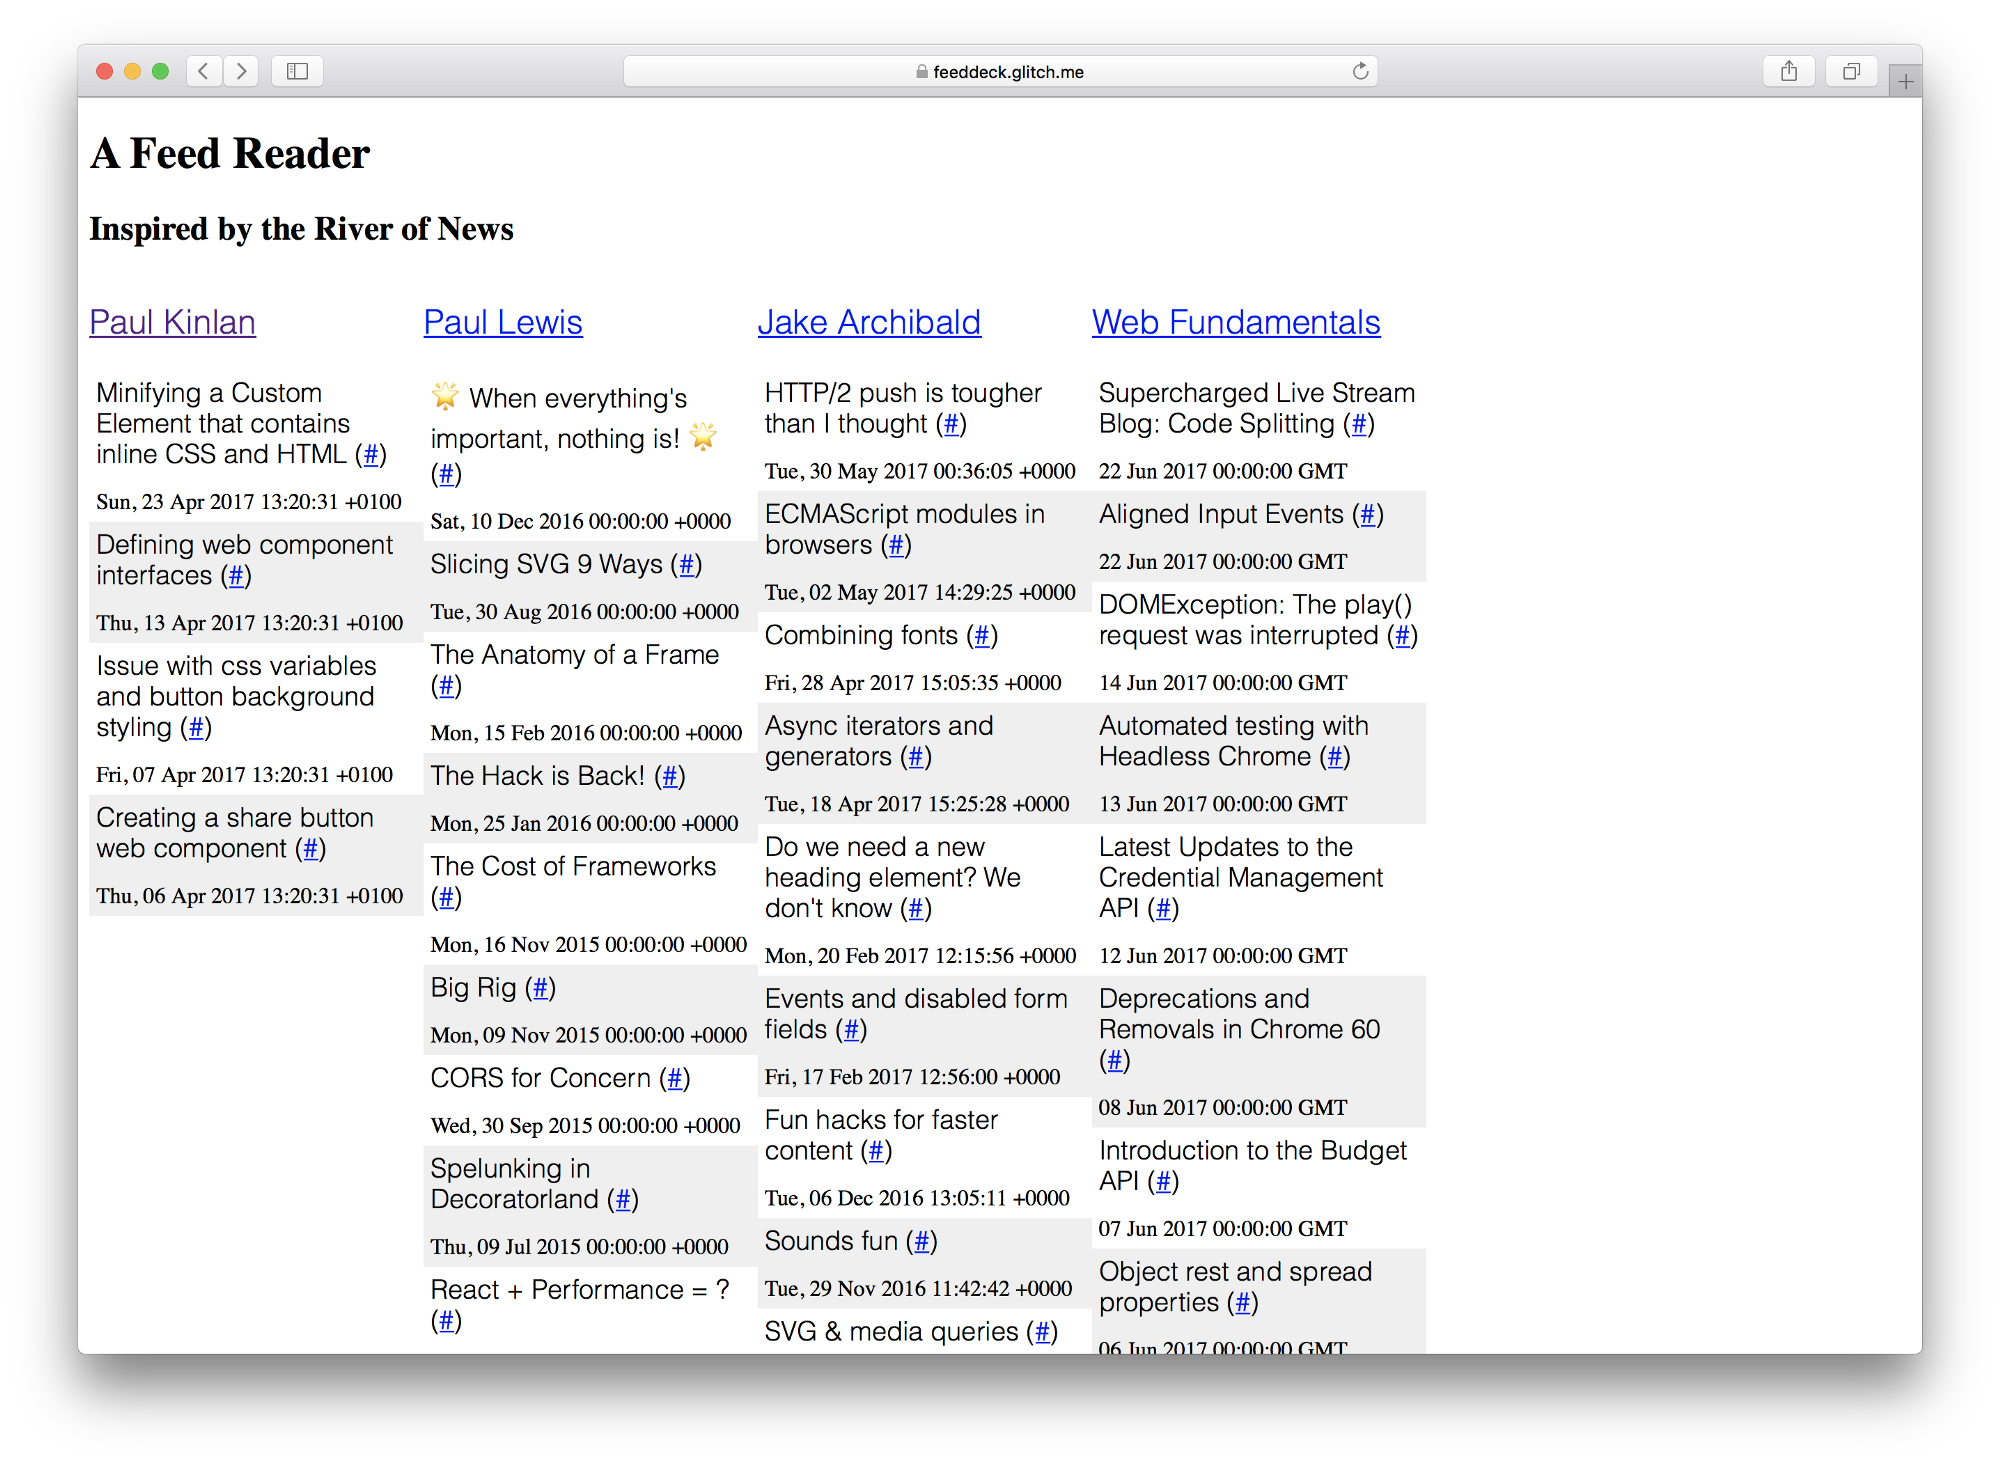 feeddeck.glitch.me
A Feed Reader
Inspired by the River of News
Paul Kinlan
Minifying a Custom
Element that contains
inline CSS and HTML (#)
Sun, 23 Apr 2017 13:20:31 +0100
Defining web component
interfaces (#)
Thu, 13 Apr 2017 13:20:31 +0100
Issue with css variables
and button background
styling (#)
Fri, 07 Apr 2017 13:20:31 +0100
Creating a share button
web component (#)
Thu, 06 Apr 2017 13:20:31 +0100
Paul Lewis
🌟 When everything's
important, nothing is! 🌟
(#)
Sat, 10 Dec 2016 00:00:00 +0000
Slicing SVG 9 Ways (#)
Tue, 30 Aug 2016 00:00:00 +0000
The Anatomy of a Frame
(#)
Mon, 15 Feb 2016 00:00:00 +0000
The Hack is Back! (#)
Mon, 25 Jan 2016 00:00:00 +0000
The Cost of Frameworks
(#)
Mon, 16 Nov 2015 00:00:00 +0000
Big Rig (#)
Mon, 09 Nov 2015 00:00:00 +0000
CORS for Concern (#)
Wed, 30 Sep 2015 00:00:00 +0000
Spelunking in
Decoratorland (#)
Thu, 09 Jul 2015 00:00:00 +0000
React + Performance = ?
(#)
Jake Archibald
HTTP/2 push is tougher
than I thought (#)
Tue, 30 May 2017 00:36:05 +0000
ECMAScript modules in
browsers (#)
Tue, 02 May 2017 14:29:25 +0000
Combining fonts (#)
Fri, 28 Apr 2017 15:05:35 +0000
Async iterators and
generators (#)
Tue, 18 Apr 2017 15:25:28 +0000
Do we need a new
heading element? We
don't know (#)
Mon, 20 Feb 2017 12:15:56 +0000
Events and disabled form
fields (#)
Fri, 17 Feb 2017 12:56:00 +0000
Fun hacks for faster
content (#)
Tue, 06 Dec 2016 13:05:11 +0000
Sounds fun (#)
Tue, 29 Nov 2016 11:42:42 +0000
SVG & media queries (#)
Web Fundamentals
Supercharged Live Stream
Blog: Code Splitting (#)
22 Jun 2017 00:00:00 GMT
Aligned Input Events (#)
22 Jun 2017 00:00:00 GMT
DOMException: The play()
request was interrupted (#)
14 Jun 2017 00:00:00 GMT
Automated testing with
Headless Chrome (#)
13 Jun 2017 00:00:00 GMT
Latest Updates to the
Credential Management
API (#)
12 Jun 2017 00:00:00 GMT
Deprecations and
Removals in Chrome 60
(#)
08 Jun 2017 00:00:00 GMT
Introduction to the Budget
API (#)
07 Jun 2017 00:00:00 GMT
Object rest and spread
properties (#)
06 Jun 2017 00:00:00 GMT